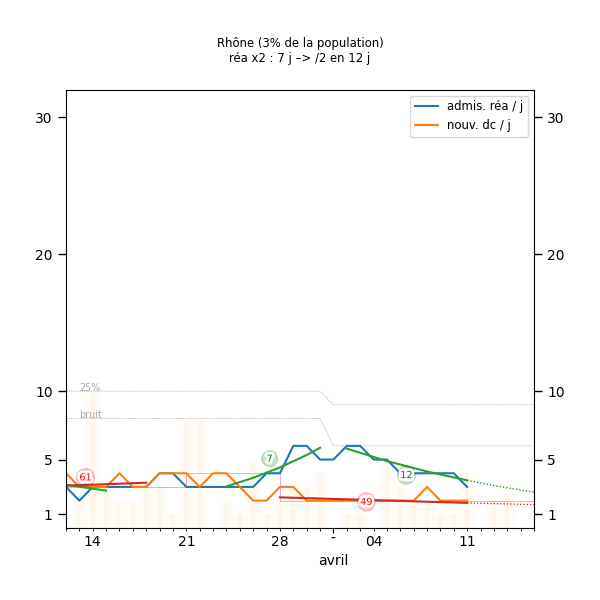 Rhône (3% de la population)
réa x2 : 7 j –> /2 en 12 j
admis. réa / j
nouv. dc / j
30 30
20 20
10 10
25%
bruit
5 5
7
61
12
49
1 1
14 21 28 - 04 11
avril